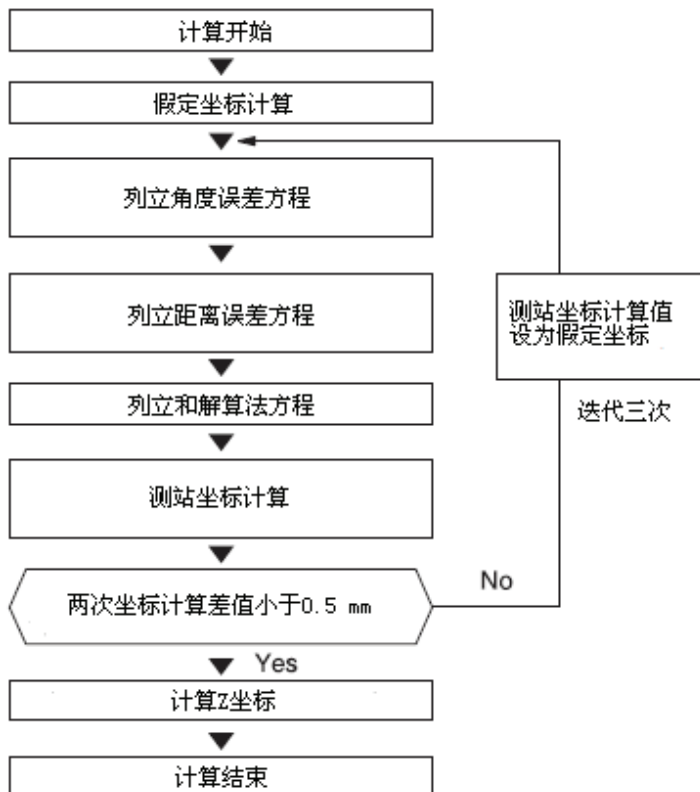 计算开始
假定坐标计算
列立角度误差方程
列立距离误差方程
测站坐标计算值
设为假定坐标
列立和解算法方程
迭代三次
测站坐标计算
两次坐标计算差值小于0.5 mm
No
Yes
计算Z坐标
计算结束